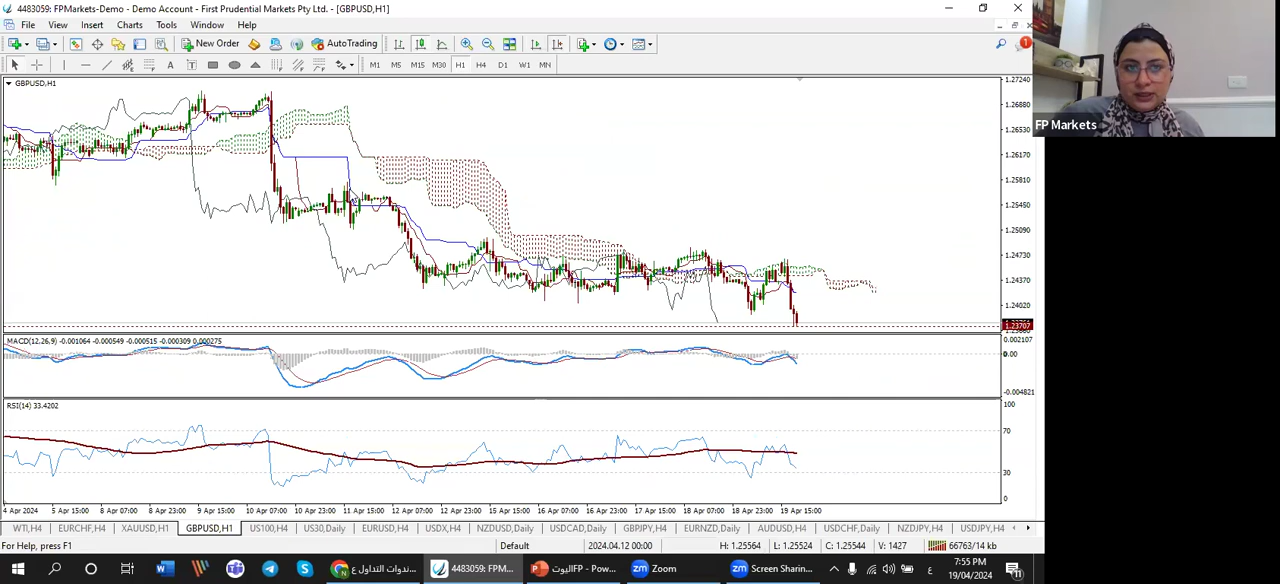 4483059: FPMarkets-Demo - Demo Account - First Prudential Markets Pty Ltd. - [GBPUSD,H1]
File View Insert Charts Tools Window Help
New Order AutoTrading 1
A T M1 M5 M15 M30 H1 H4 D1 W1 MN
GBPUSD,H1
1.27240
1.26880
1.26530
1.26170
1.25810
1.25450
1.25090
1.24730
1.24370
1.24020
1.23707
FP Markets
MACD(12,26,9) -0.001064 -0.000549 -0.000515 -0.000309 0.000275
0.002107
0.00
-0.004821
RSI(14) 33.4202
100
70
30
0
4 Apr 2024 5 Apr 15:00 8 Apr 07:00 8 Apr 23:00 9 Apr 15:00 10 Apr 07:00 10 Apr 23:00 11 Apr 15:00 12 Apr 07:00 12 Apr 23:00 15 Apr 15:00 16 Apr 07:00 16 Apr 23:00 17 Apr 15:00 18 Apr 07:00 18 Apr 23:00 19 Apr 15:00
WTI,H4 EURCHF,H4 XAUUSD,H1 GBPUSD,H1 US100,H4 US30,Daily EURUSD,H4 USDX,H4 NZDUSD,Daily USDCAD,Daily GBPJPY,H4 EURNZD,Daily AUDUSD,H4 USDCHF,Daily NZDJPY,H4 USDJPY,H4
For Help, press F1 Default 2024.04.12 00:00 H: 1.25564 L: 1.25524 C: 1.25544 V: 1427 66763/14 kb
ندوات التداول ع... 4483059: FPM... اليوتFP - Pow... Zoom Screen Sharin... ع 7:55 PM
19/04/2024 11